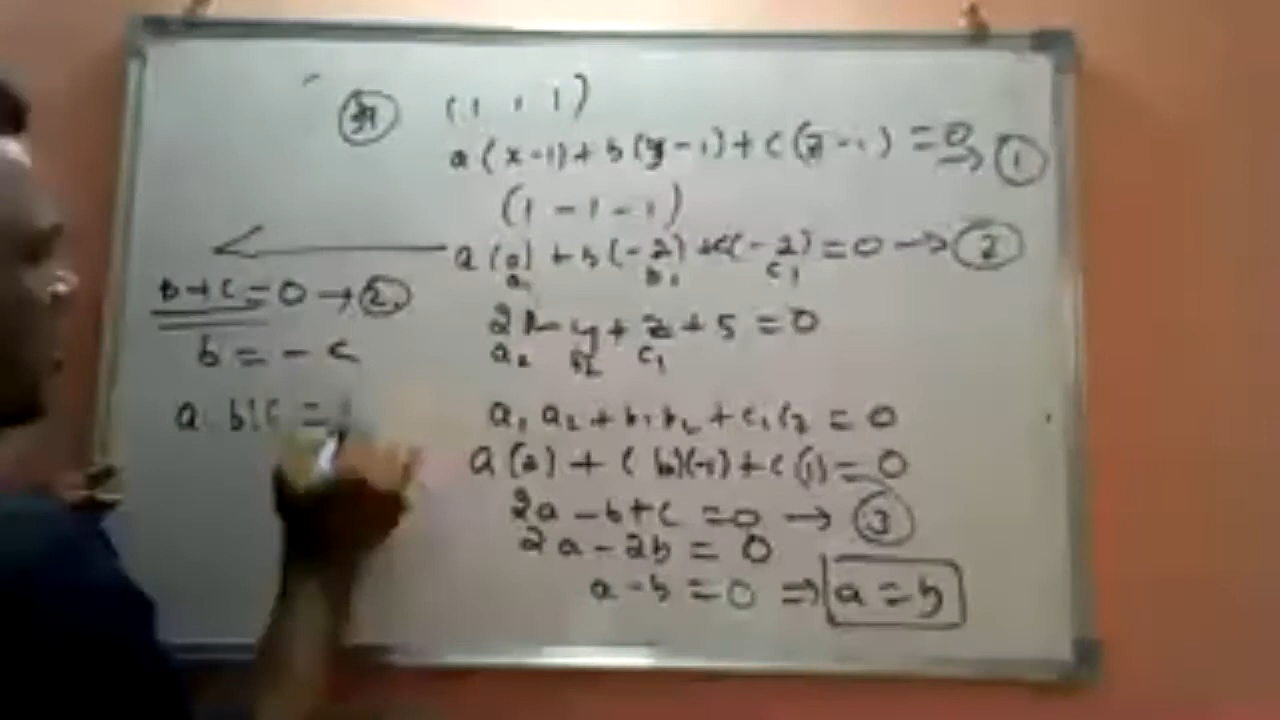 (1, 1)
a(x-1)+b(y-1)+c(z-1)=0 → ①
(1 -1 -1)
a(0)+b(-2)+c(-2)=0 → ②
b₁ c₁
b+c=0 → ②
2x-y+z+5=0
a₂ b₂ c₁
b=-c
a₁a₂+b₁b₂+c₁c₂=0
a:b:c=
a(2)+(b)(-1)+c(1)=0
2a-b+c=0 → ③
2a-2b=0
a-b=0 ⇒ a=b